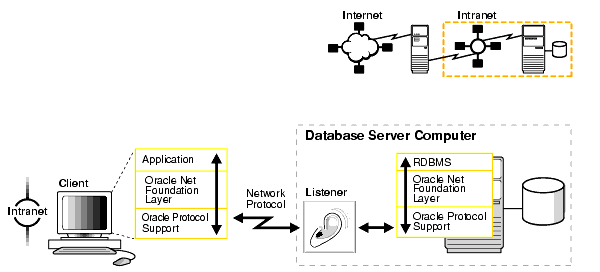 Internet
Intranet
Database Server Computer
Application
Oracle Net
Foundation
Layer
Oracle Protocol
Support
Client
Intranet
Network
Protocol
Listener
RDBMS
Oracle Net
Foundation
Layer
Oracle Protocol
Support